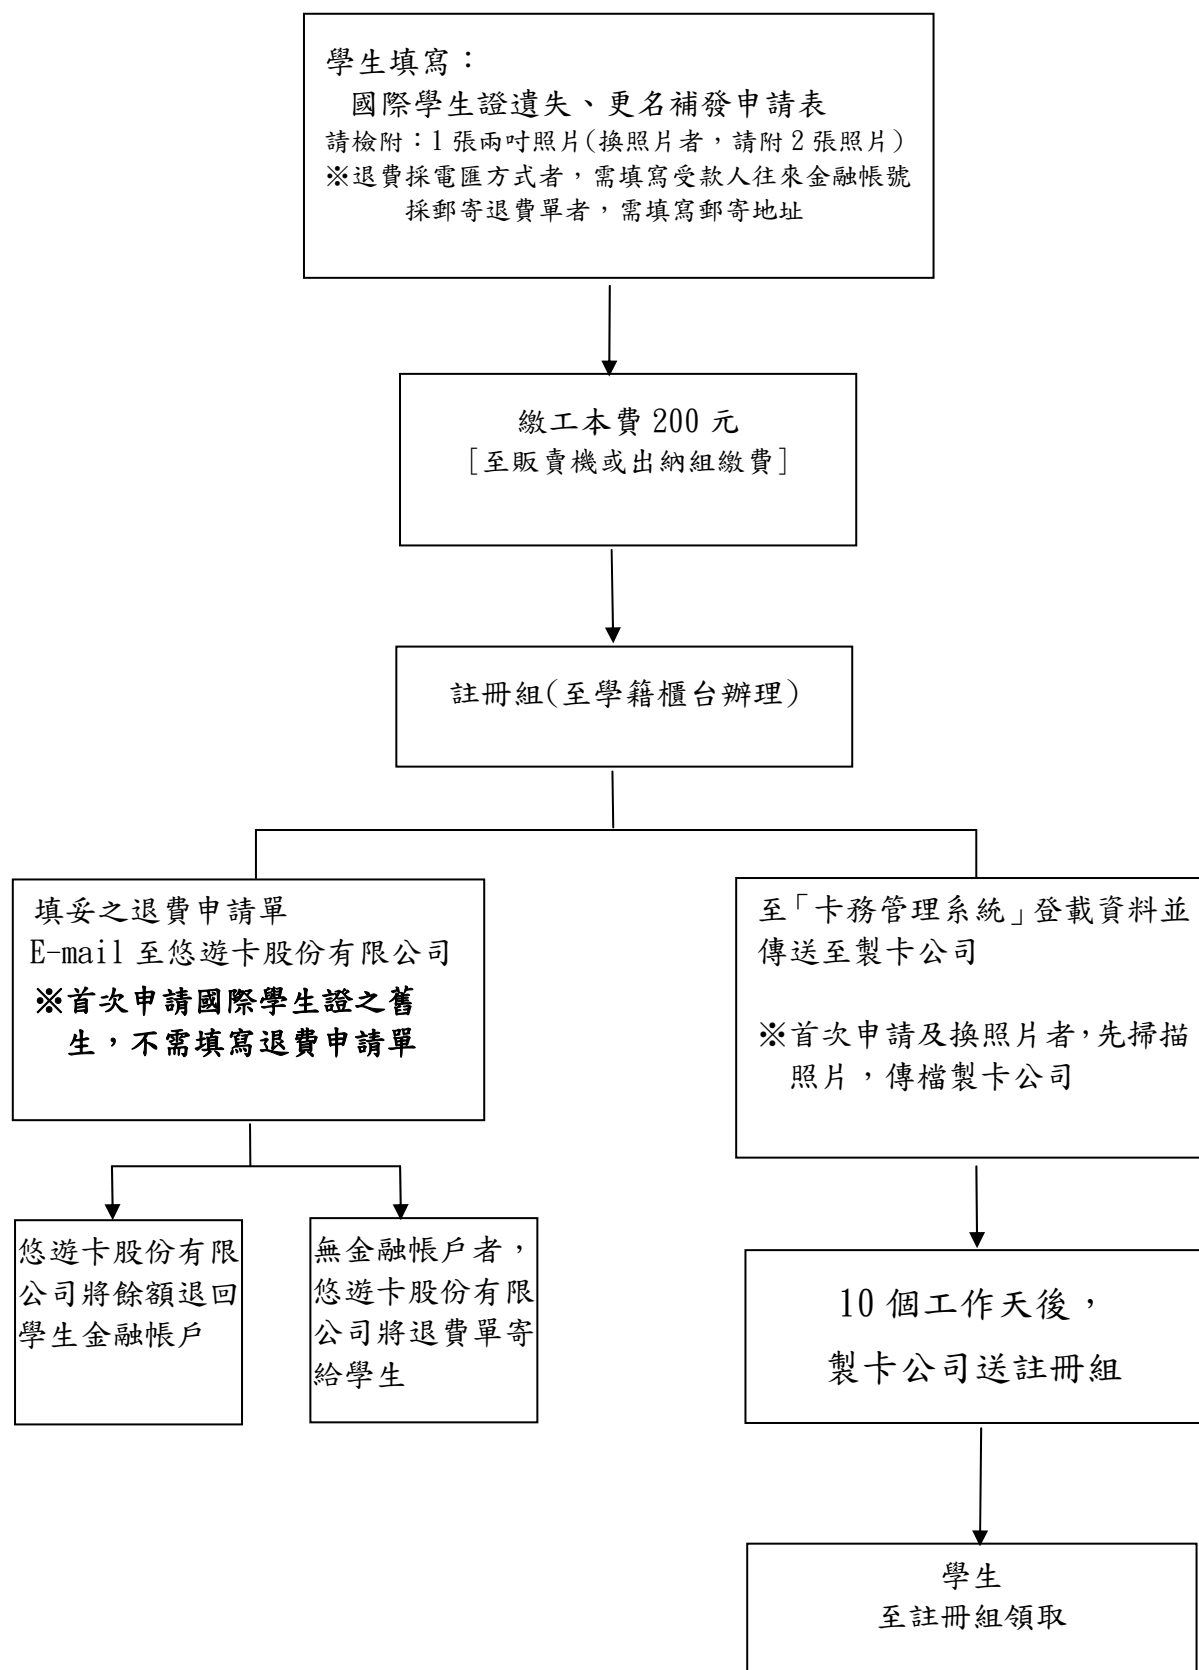 學生填寫：
國際學生證遺失、更名補發申請表
請檢附：1張兩吋照片(換照片者，請附2張照片)
※退費採電匯方式者，需填寫受款人往來金融帳號
採郵寄退費單者，需填寫郵寄地址
繳工本費200元
[至販賣機或出納組繳費]
註冊組(至學籍櫃台辦理)
填妥之退費申請單
E-mail至悠遊卡股份有限公司
※首次申請國際學生證之舊
生，不需填寫退費申請單
至「卡務管理系統」登載資料並
傳送至製卡公司
※首次申請及換照片者，先掃描
照片，傳檔製卡公司
悠遊卡股份有限
公司將餘額退回
學生金融帳戶
無金融帳戶者，
悠遊卡股份有限
公司將退費單寄
給學生
10個工作天後，
製卡公司送註冊組
學生
至註冊組領取